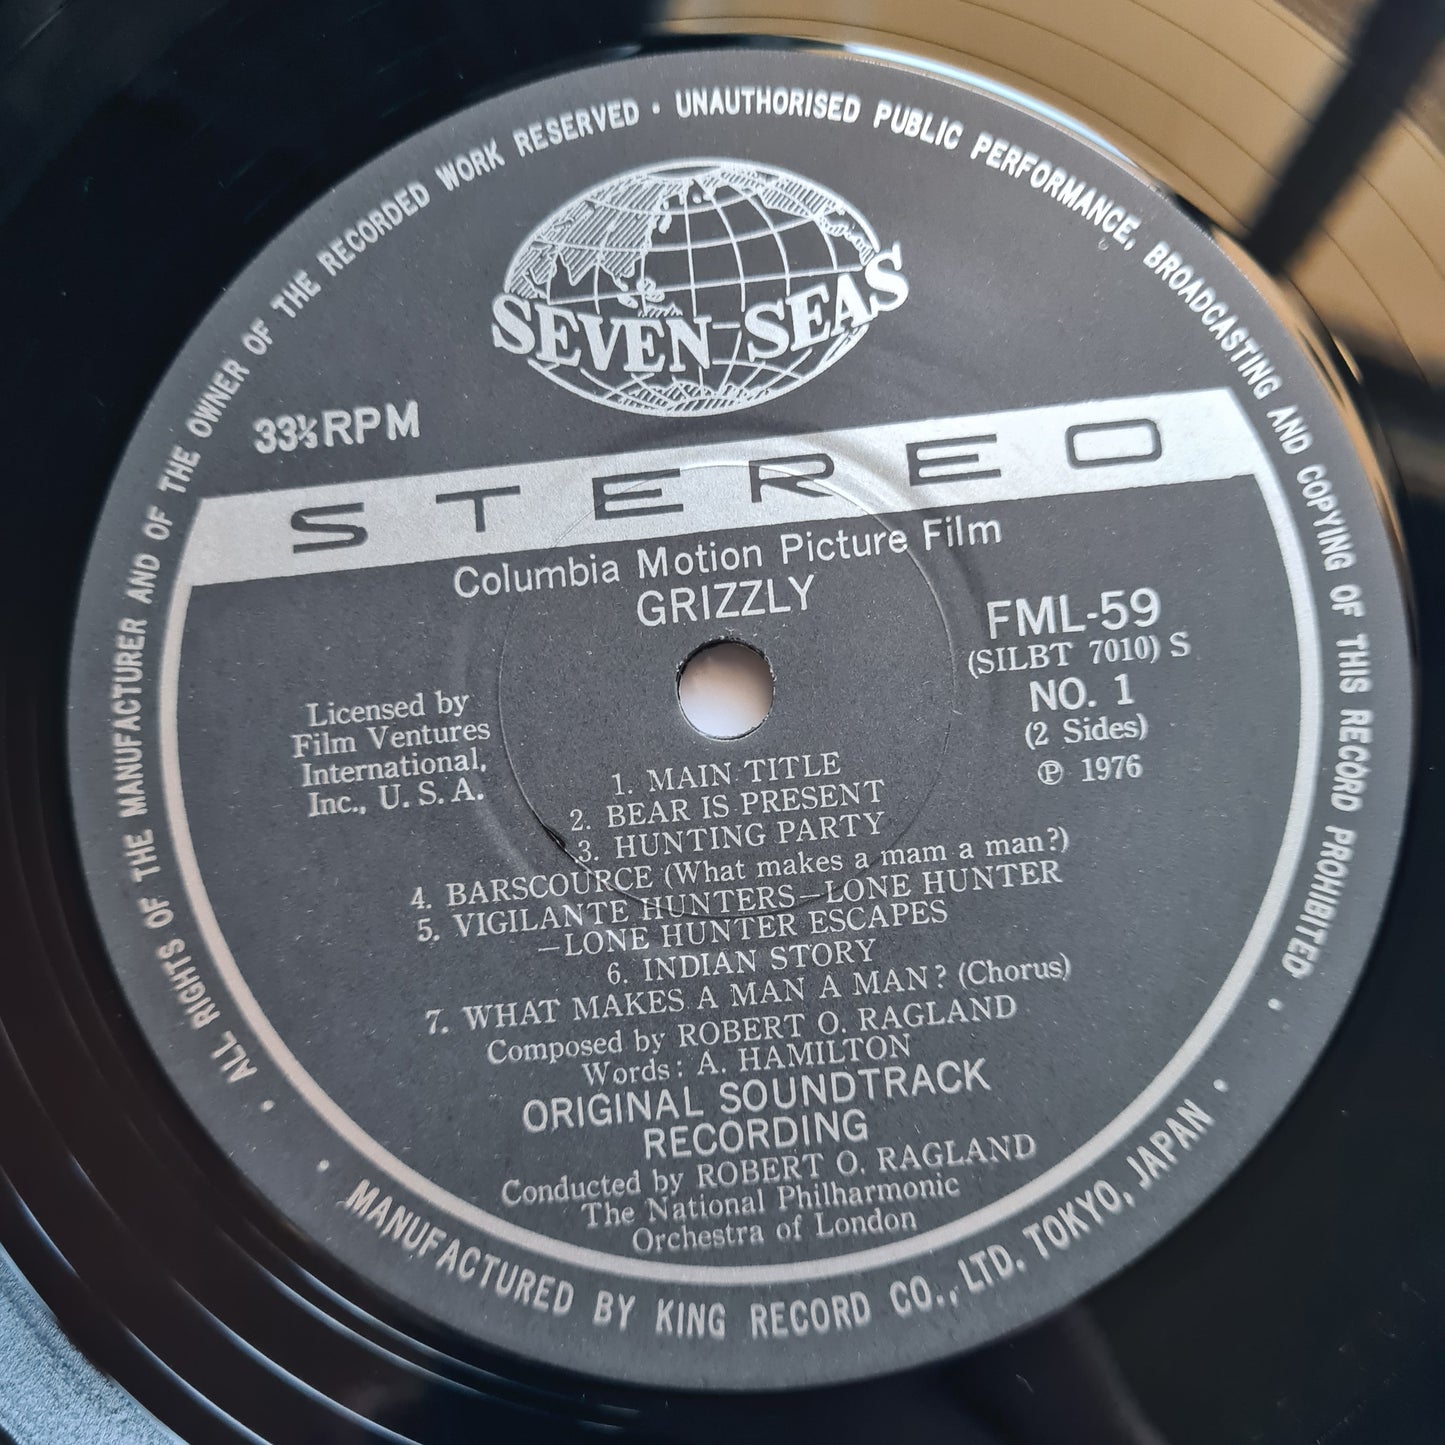 ALL RIGHTS OF THE MANUFACTURER AND OF THE OWNER OF THE RECORDED WORK RESERVED · UNAUTHORISED PUBLIC PERFORMANCE, BROADCASTING AND COPYING OF THIS RECORD PROHIBITED ·
SEVEN SEAS
33⅓RPM
STEREO
Columbia Motion Picture Film
GRIZZLY
FML-59
(SILBT 7010) S
NO. 1
(2 Sides)
℗ 1976
Licensed by
Film Ventures
International,
Inc., U. S. A.
1. MAIN TITLE
2. BEAR IS PRESENT
3. HUNTING PARTY
4. BARSCOURCE (What makes a mam a man?)
5. VIGILANTE HUNTERS—LONE HUNTER
—LONE HUNTER ESCAPES
6. INDIAN STORY
7. WHAT MAKES A MAN A MAN? (Chorus)
Composed by ROBERT O. RAGLAND
Words: A. HAMILTON
ORIGINAL SOUNDTRACK
RECORDING
Conducted by ROBERT O. RAGLAND
The National Philharmonic
Orchestra of London
· MANUFACTURED BY KING RECORD CO., LTD. TOKYO, JAPAN ·